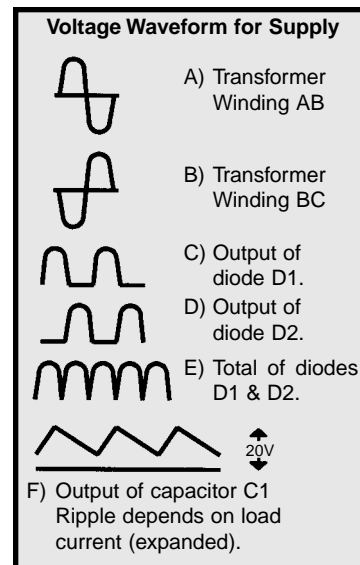 Voltage Waveform for Supply
A) Transformer
Winding AB
B) Transformer
Winding BC
C) Output of
diode D1.
D) Output of
diode D2.
E) Total of diodes
D1 & D2.
20V
F) Output of capacitor C1
Ripple depends on load
current (expanded).